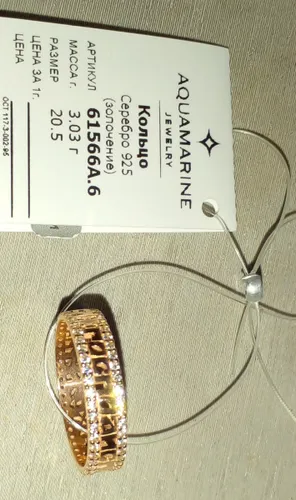 AQUAMARINE
JEWELRY
Кольцо
Серебро 925
(золочение)
АРТИКУЛ 61566А.6
МАССА г. 3.03 г
РАЗМЕР 20.5
ЦЕНА ЗА 1г.
ЦЕНА
ОСТ 117-3-002-95